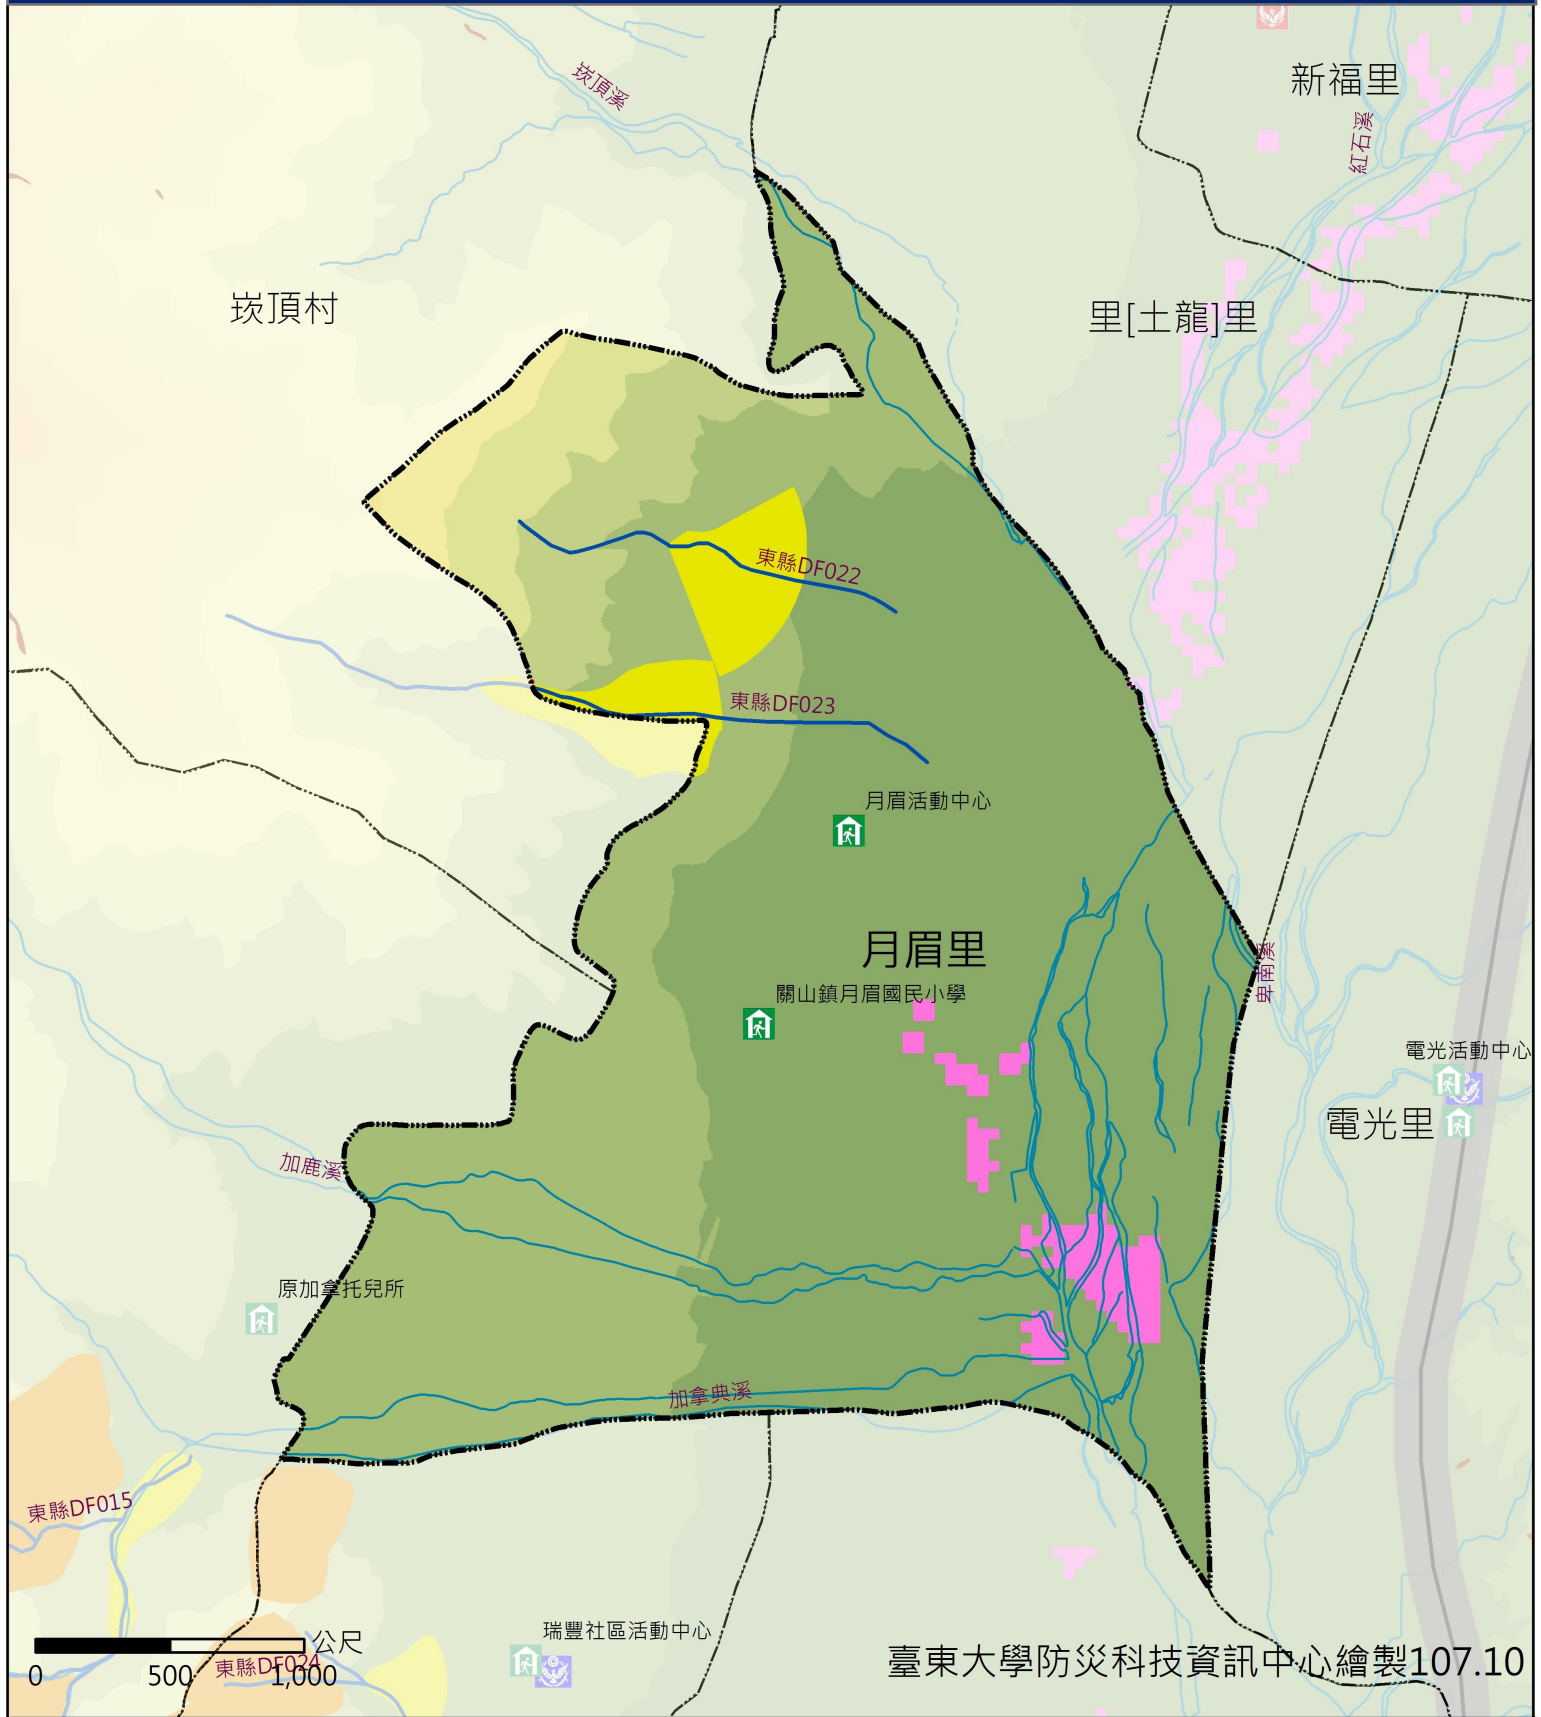 新福里
崁頂溪
紅石溪
崁頂村
里[土龍]里
東縣DF022
東縣DF023
月眉活動中心
月眉里
關山鎮月眉國民小學
卑南溪
電光活動中心
電光里
加鹿溪
原加拿托兒所
加拿典溪
東縣DF015
瑞豐社區活動中心
公尺
0 500 1,000
東縣DF024
臺東大學防災科技資訊中心繪製107.10